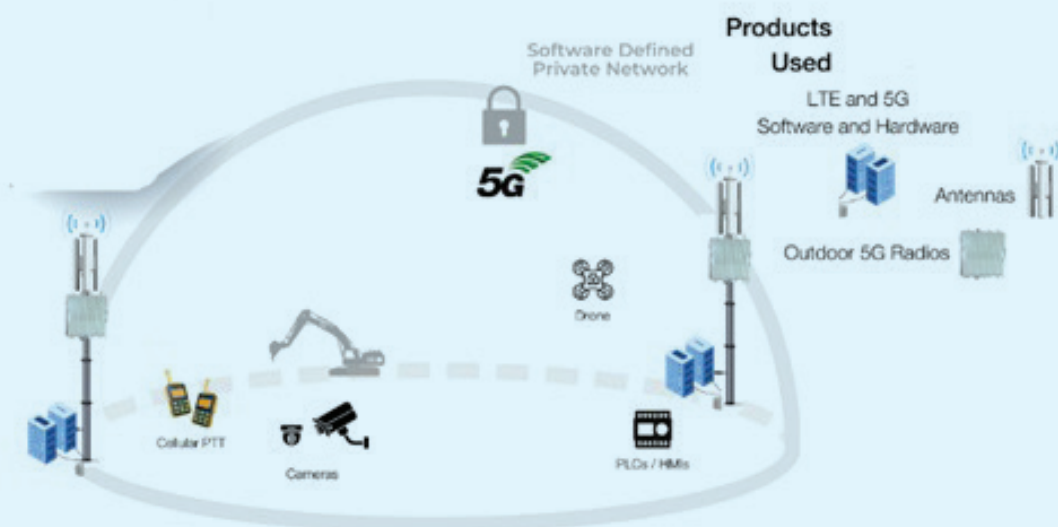 Software Defined
Private Network
5G
Products
Used
LTE and 5G
Software and Hardware
Antennas
Outdoor 5G Radios
Drone
Cellular PTT
Cameras
PLCs / HMIs